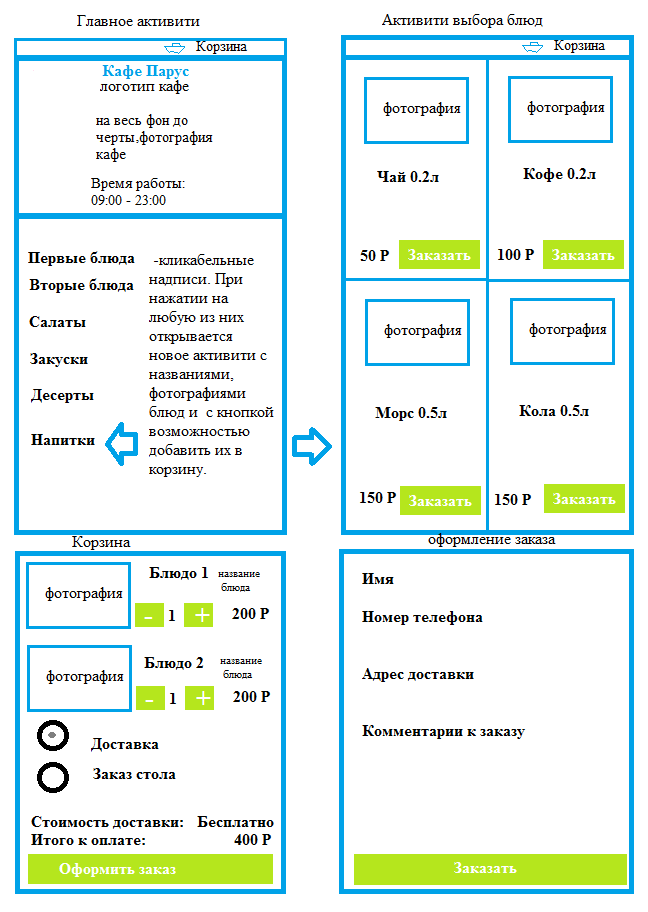 Главное активити
Корзина
Кафе Парус
логотип кафе
на весь фон до
черты,фотография
кафе
Время работы:
09:00 - 23:00
Первые блюда
Вторые блюда
Салаты
Закуски
Десерты
Напитки
-кликабельные
надписи. При
нажатии на
любую из них
открывается
новое активити с
названиями,
фотографиями
блюд и с кнопкой
возможностью
добавить их в
корзину.
Активити выбора блюд
Корзина
фотография
Чай 0.2л
50 Р Заказать
фотография
Кофе 0.2л
100 Р Заказать
фотография
Морс 0.5л
150 Р Заказать
фотография
Кола 0.5л
150 Р Заказать
Корзина
фотография
Блюдо 1 название
блюда
- 1 + 200 Р
фотография
Блюдо 2 название
блюда
- 1 + 200 Р
Доставка
Заказ стола
Стоимость доставки: Бесплатно
Итого к оплате: 400 Р
Оформить заказ
оформление заказа
Имя
Номер телефона
Адрес доставки
Комментарии к заказу
Заказать